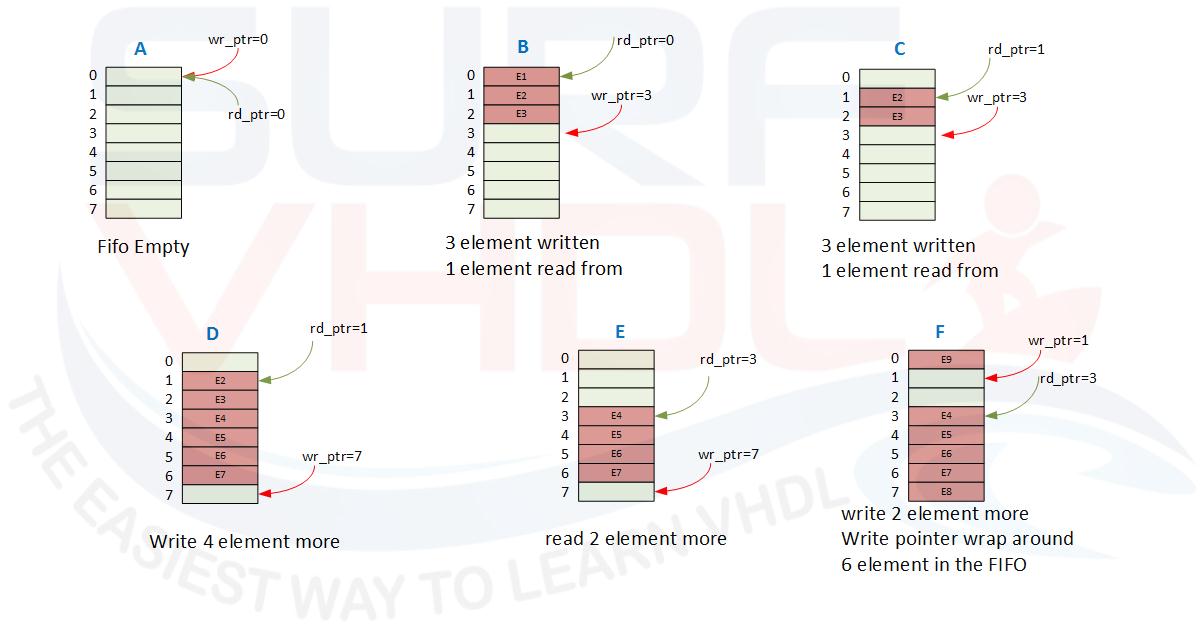 SURF
VHDL
THE EASIEST WAY TO LEARN VHDL
A
wr_ptr=0
rd_ptr=0
0
1
2
3
4
5
6
7
Fifo Empty
B
rd_ptr=0
wr_ptr=3
0 E1
1 E2
2 E3
3
4
5
6
7
3 element written
1 element read from
C
rd_ptr=1
wr_ptr=3
0
1 E2
2 E3
3
4
5
6
7
3 element written
1 element read from
D
rd_ptr=1
0
1 E2
2 E3
3 E4
4 E5
5 E6
6 E7
7
wr_ptr=7
Write 4 element more
E
rd_ptr=3
0
1
2
3 E4
4 E5
5 E6
6 E7
7
wr_ptr=7
read 2 element more
F
wr_ptr=1
rd_ptr=3
0 E9
1
2
3 E4
4 E5
5 E6
6 E7
7 E8
write 2 element more
Write pointer wrap around
6 element in the FIFO